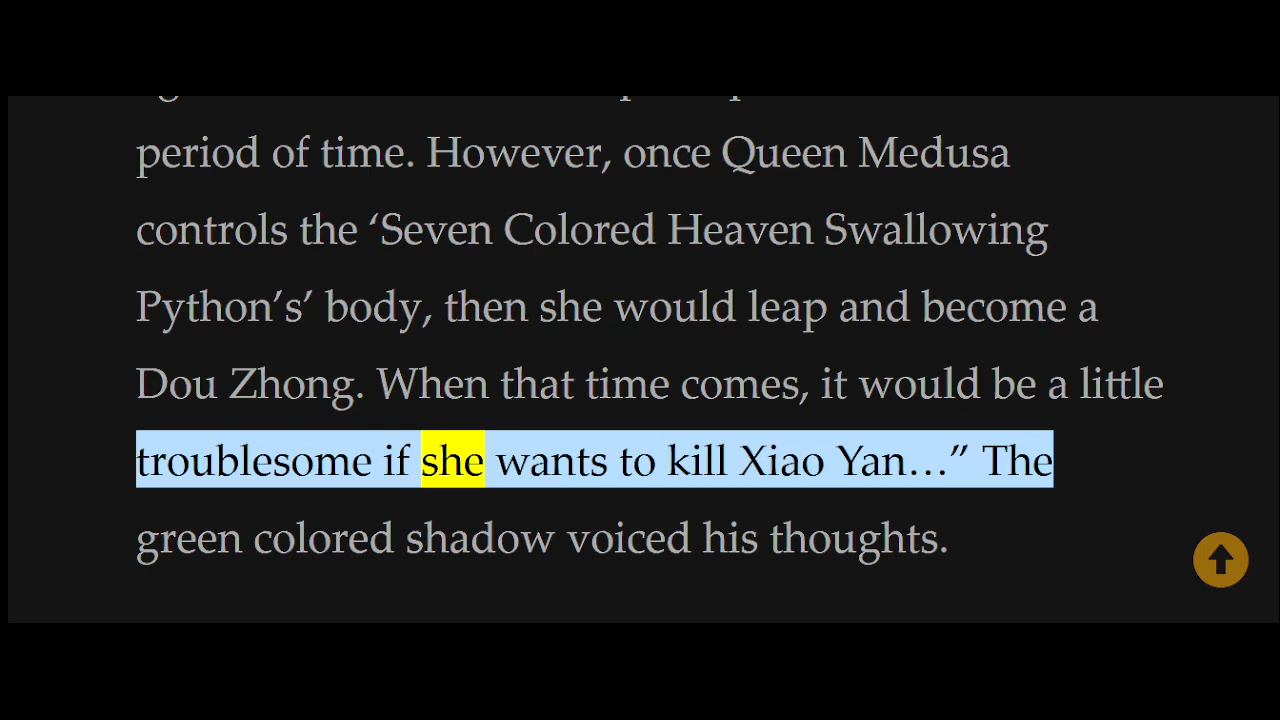 period of time. However, once Queen Medusa
controls the ‘Seven Colored Heaven Swallowing
Python’s’ body, then she would leap and become a
Dou Zhong. When that time comes, it would be a little
troublesome if she wants to kill Xiao Yan…” The
green colored shadow voiced his thoughts.